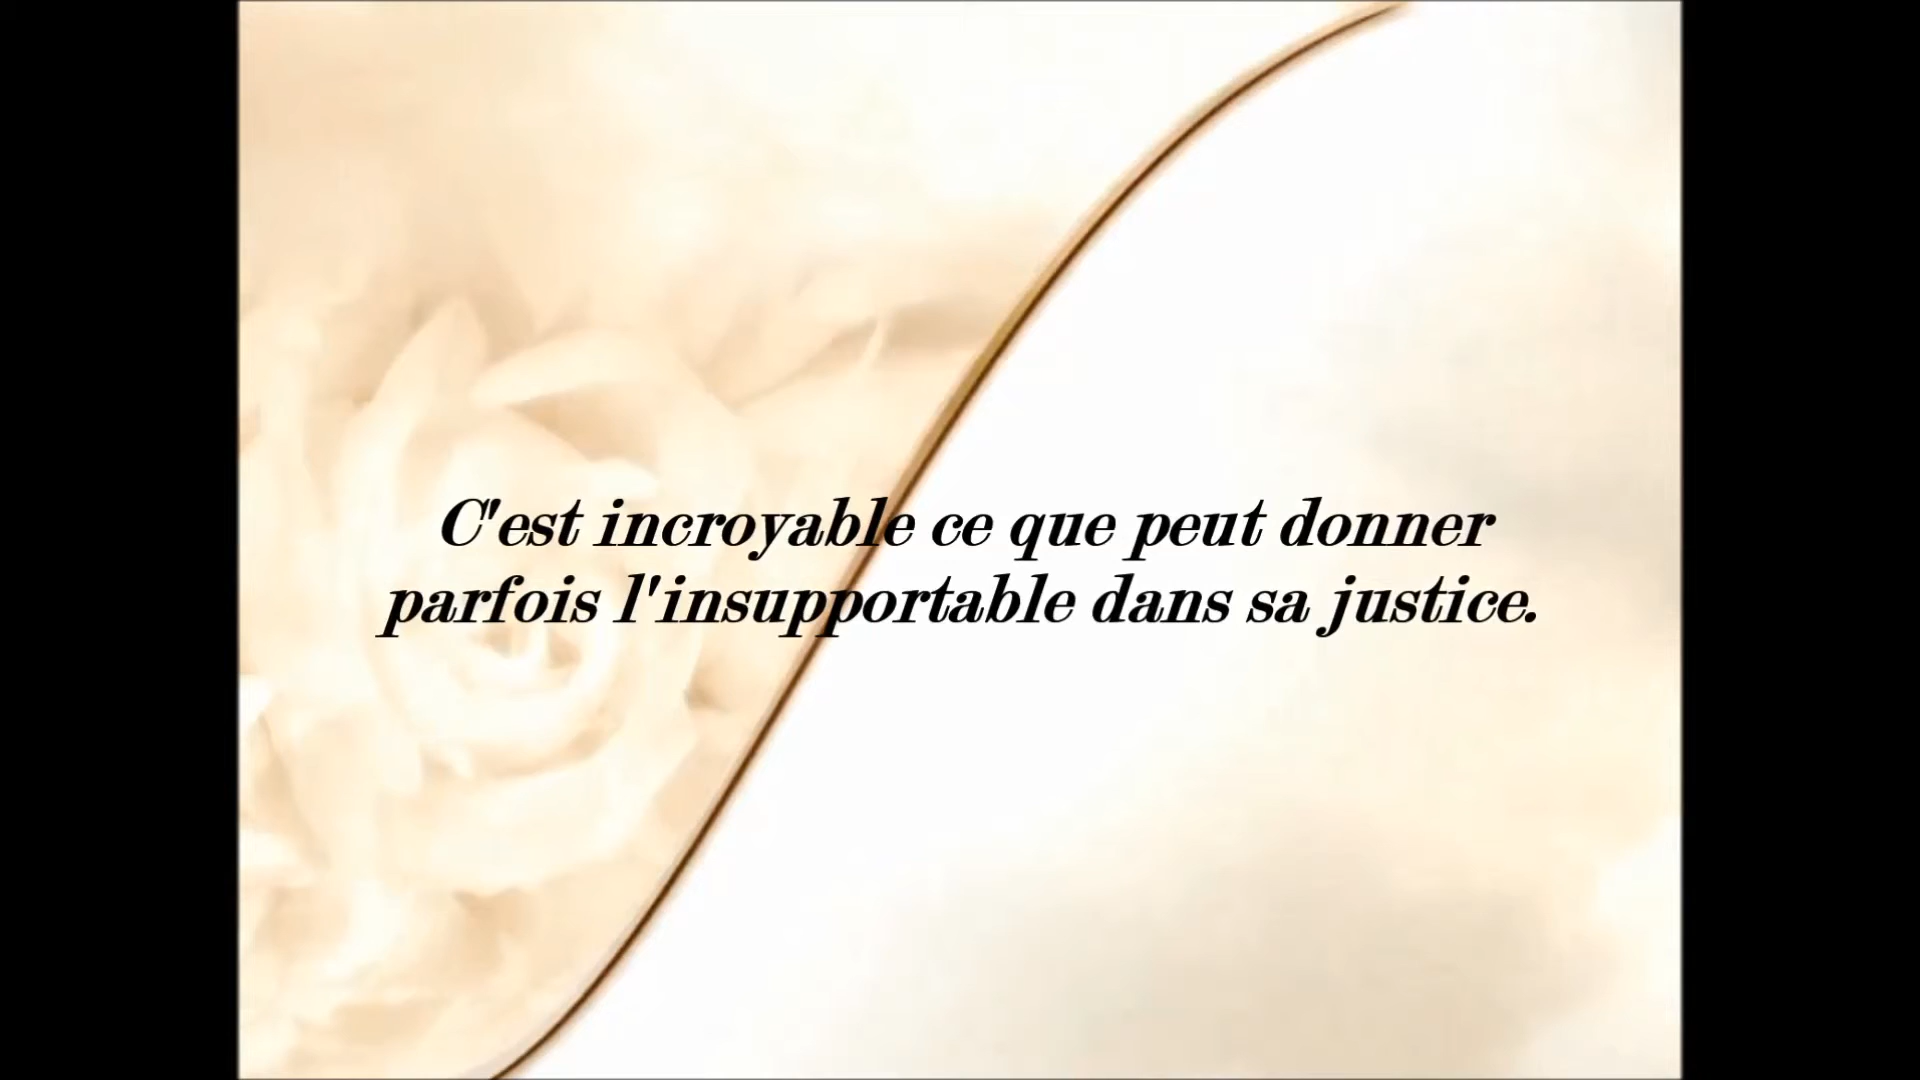 C'est incroyable ce que peut donner
parfois l'insupportable dans sa justice.